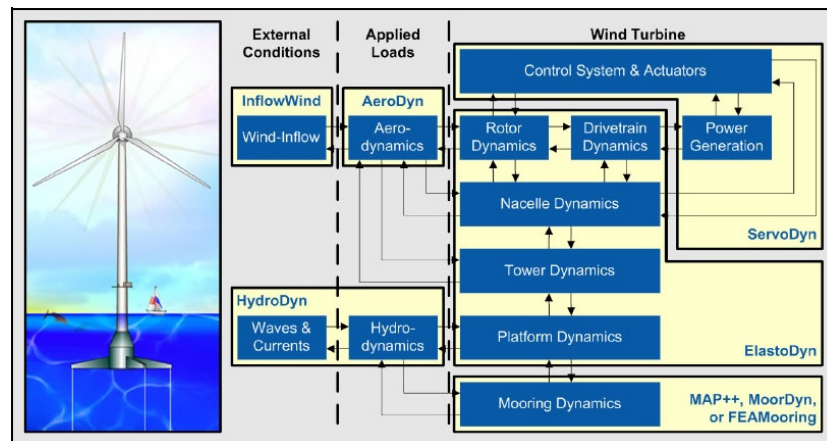 External
Conditions
Applied
Loads
Wind Turbine
Control System & Actuators
InflowWind
AeroDyn
Wind-Inflow
Aero-
dynamics
Rotor
Dynamics
Drivetrain
Dynamics
Power
Generation
Nacelle Dynamics
ServoDyn
Tower Dynamics
HydroDyn
Waves &
Currents
Hydro-
dynamics
Platform Dynamics
ElastoDyn
Mooring Dynamics
MAP++, MoorDyn,
or FEAMooring